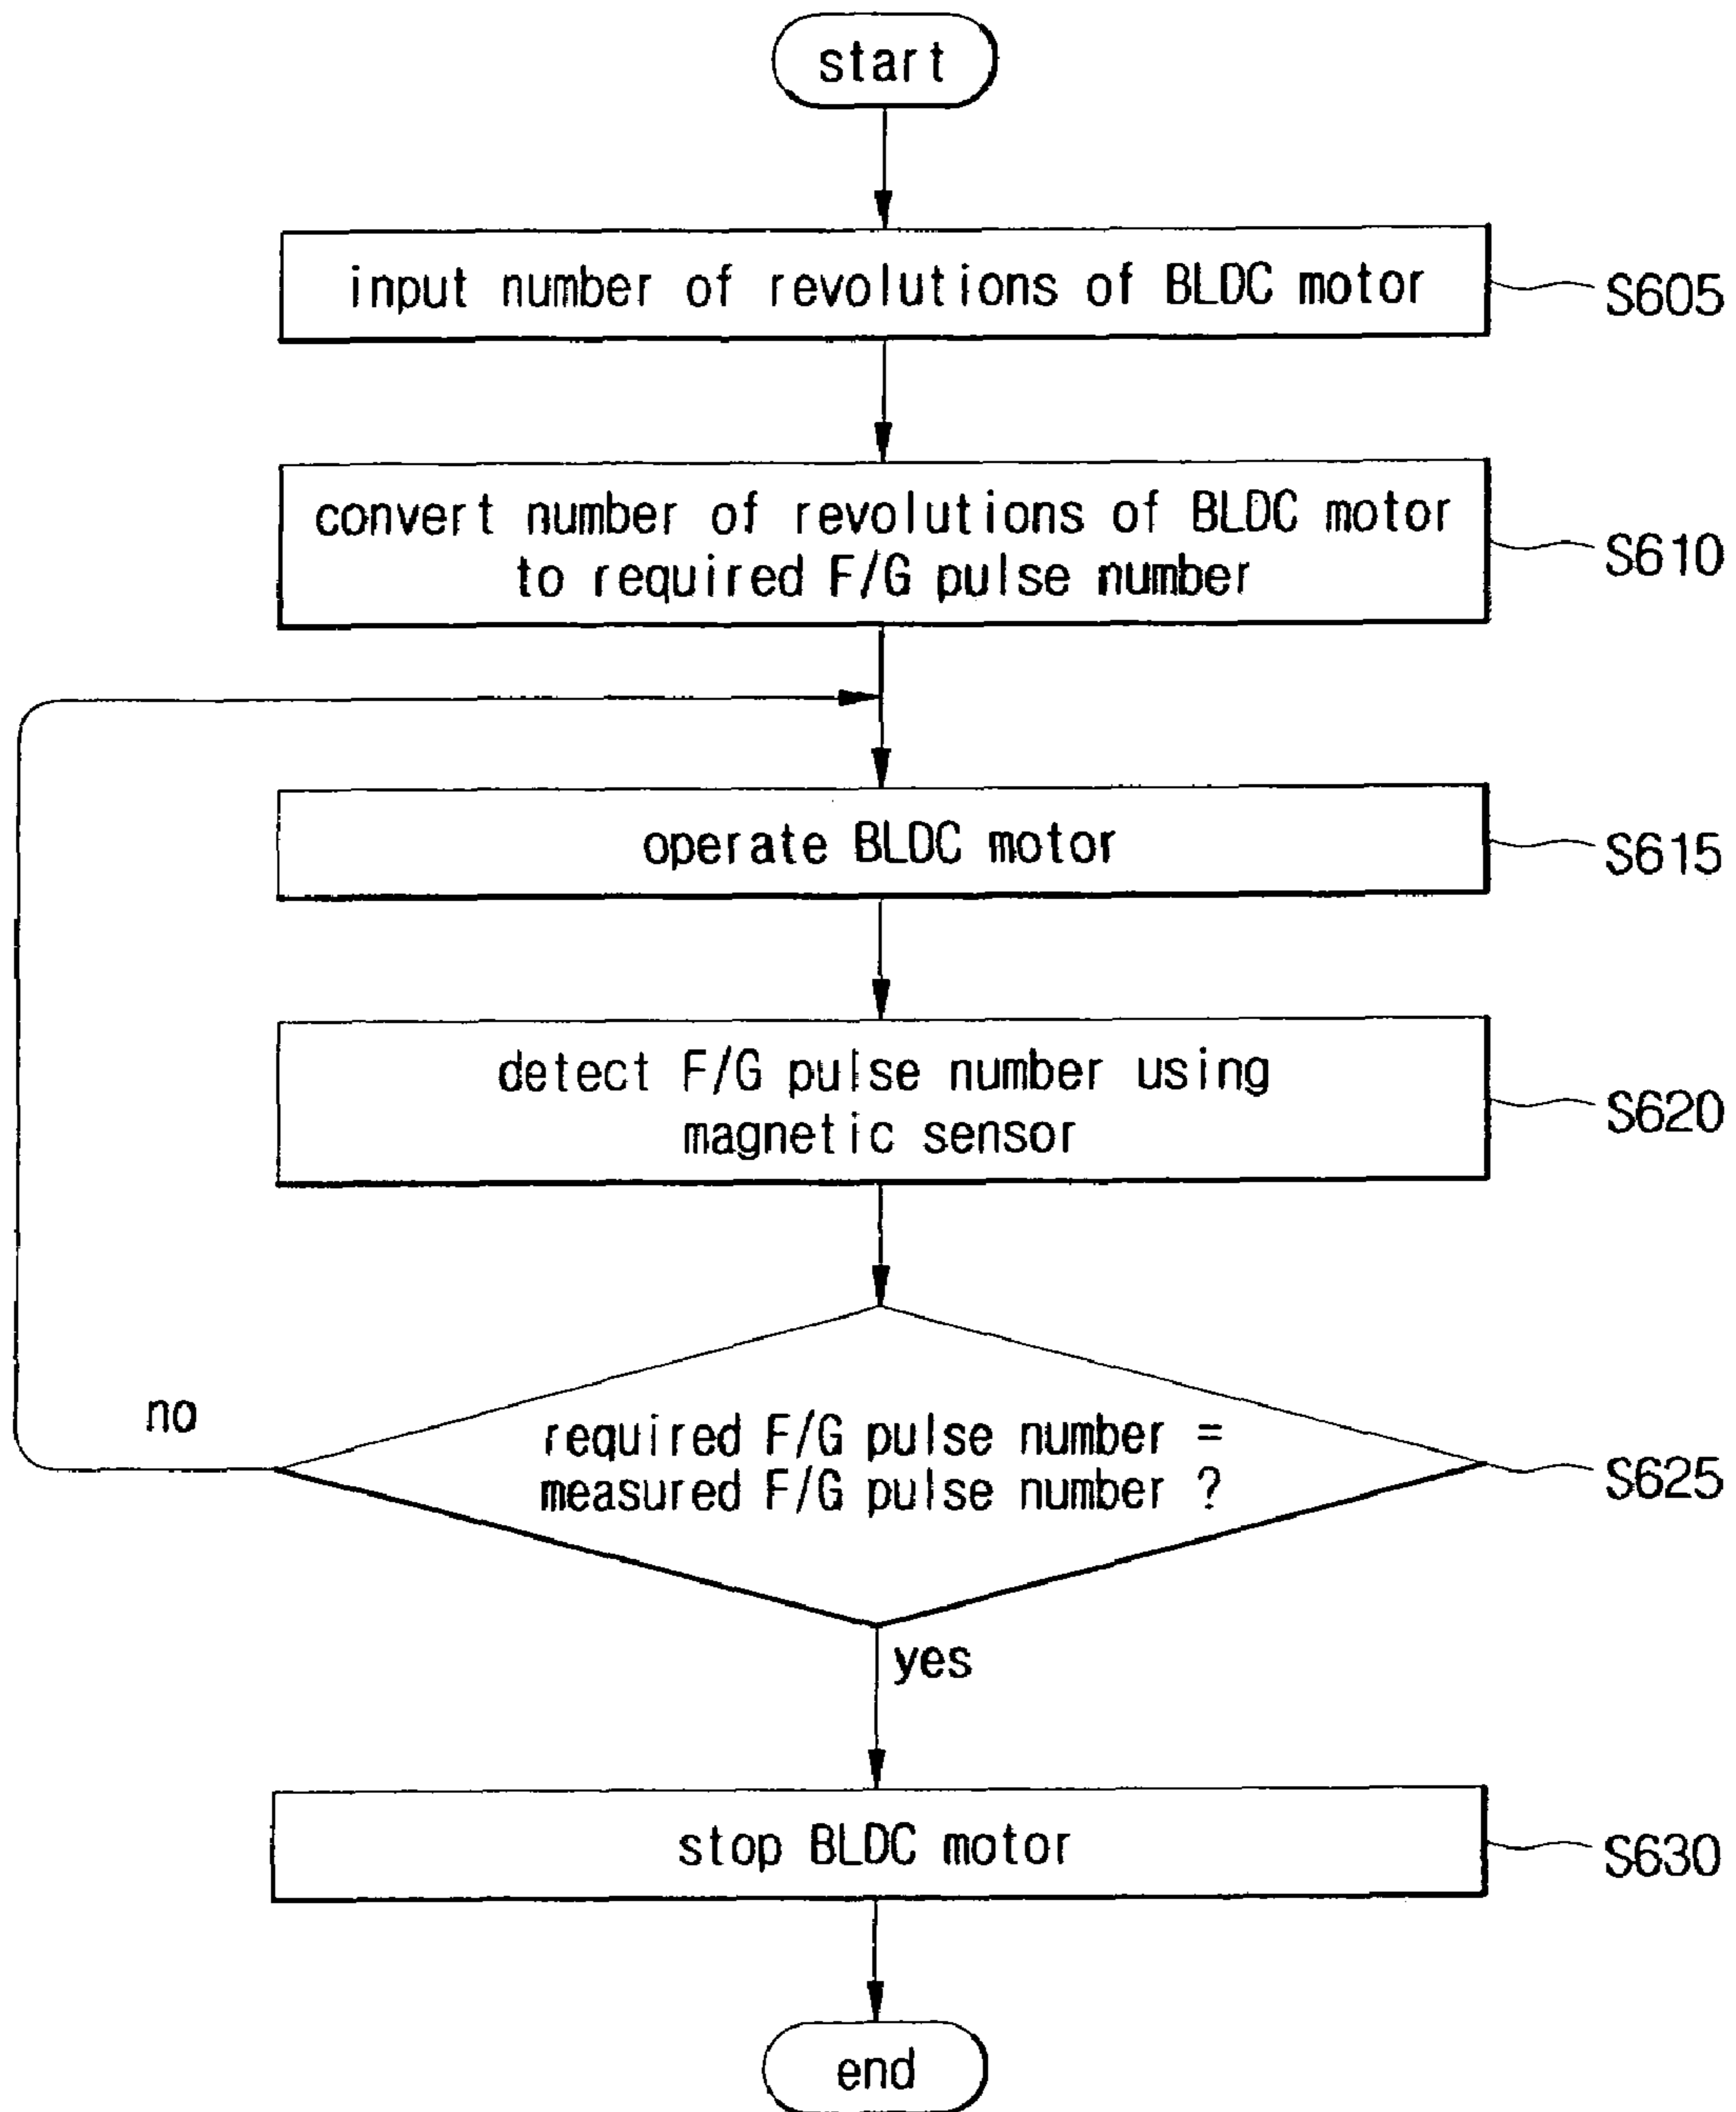 start
input number of revolutions of BLDC motor
S605
convert number of revolutions of BLDC motor
to required F/G pulse number
S610
operate BLDC motor
S615
detect F/G pulse number using
magnetic sensor
S620
no
required F/G pulse number =
measured F/G pulse number ?
S625
yes
stop BLDC motor
S630
end